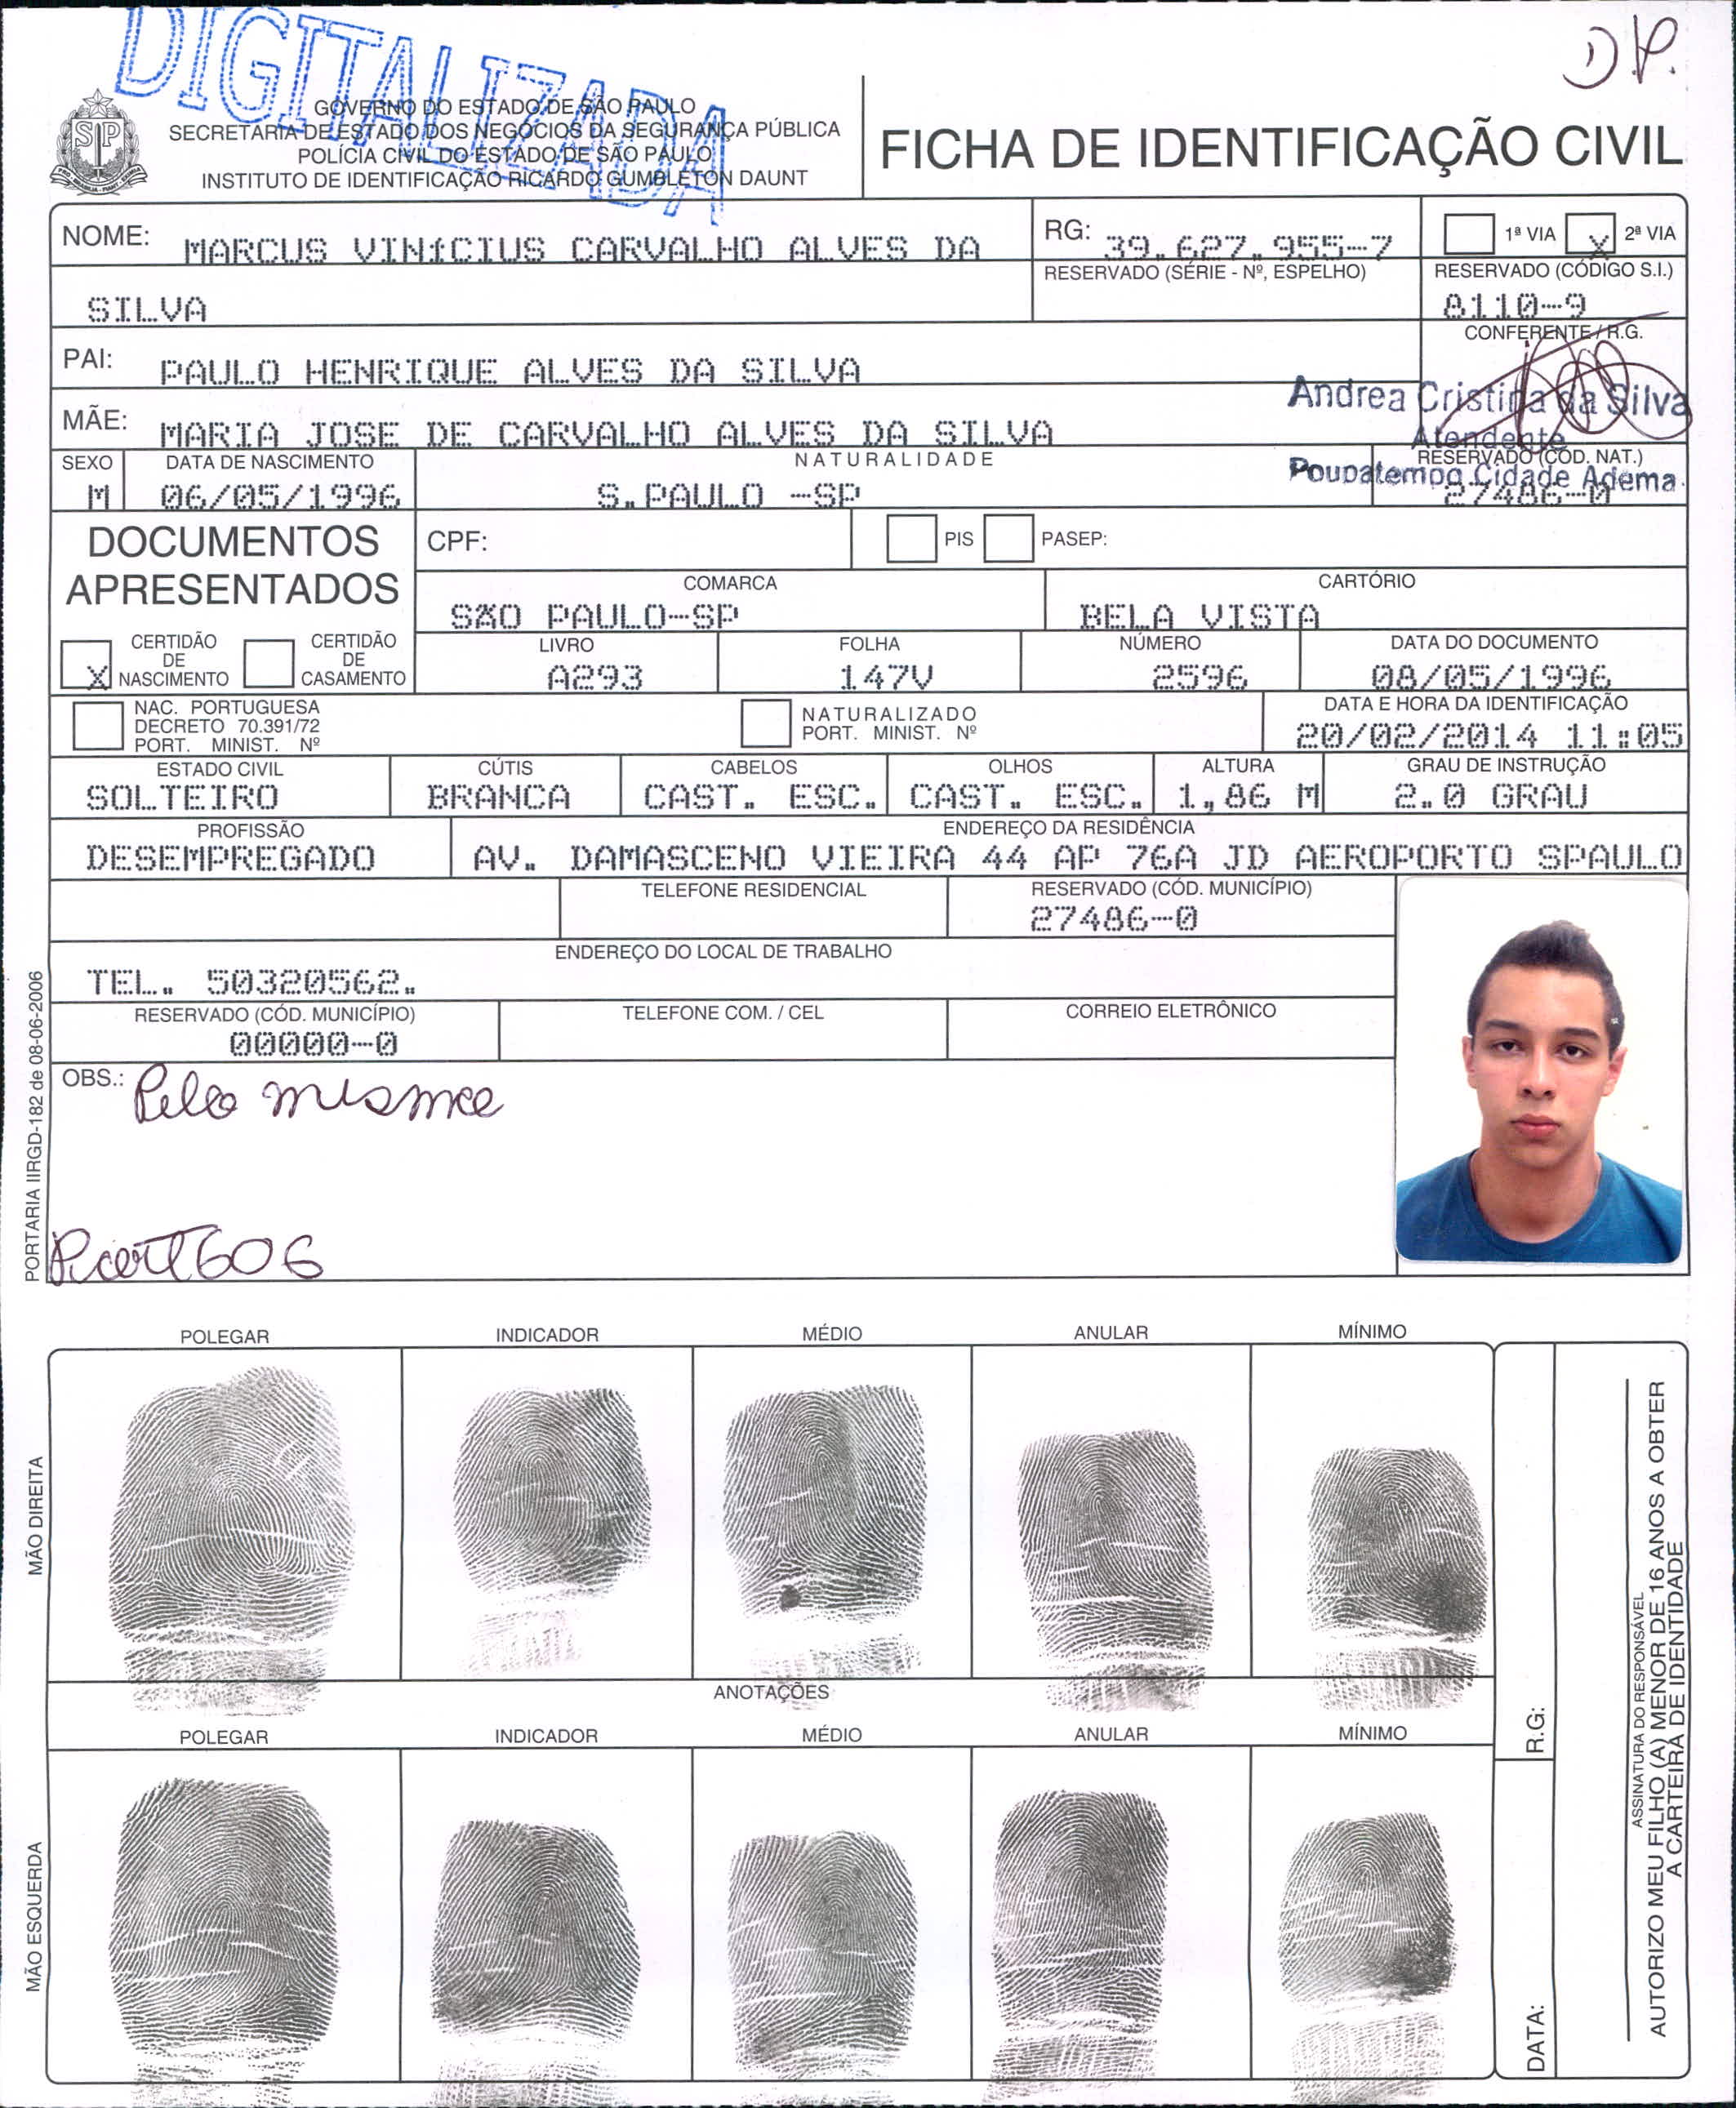 DIGITALIZADA
D.P.
GOVERNO DO ESTADO DE SÃO PAULO
SECRETARIA DE ESTADO DOS NEGÓCIOS DA SEGURANÇA PÚBLICA
POLÍCIA CIVIL DO ESTADO DE SÃO PAULO
INSTITUTO DE IDENTIFICAÇÃO RICARDO GUMBLETON DAUNT
FICHA DE IDENTIFICAÇÃO CIVIL
NOME: MARCUS VINíCIUS CARVALHO ALVES DA
SILVA
RG: 39.627.955-7
1ª VIA X 2ª VIA
RESERVADO (SÉRIE - Nº, ESPELHO)
RESERVADO (CÓDIGO S.I.)
8110-9
PAI: PAULO HENRIQUE ALVES DA SILVA
CONFERENTE / R.G.
Andrea Cristina da Silva
Atendente
Poupatempo Cidade Adema
MÃE: MARIA JOSE DE CARVALHO ALVES DA SILVA
SEXO
M
DATA DE NASCIMENTO
06/05/1996
NATURALIDADE
S.PAULO -SP
RESERVADO (COD. NAT.)
27486-0
DOCUMENTOS
APRESENTADOS
CPF:
PIS
PASEP:
COMARCA
SÃO PAULO-SP
CARTÓRIO
BELA VISTA
X CERTIDÃO
DE
NASCIMENTO
CERTIDÃO
DE
CASAMENTO
LIVRO
A293
FOLHA
147V
NÚMERO
2596
DATA DO DOCUMENTO
08/05/1996
NAC. PORTUGUESA
DECRETO 70.391/72
PORT. MINIST. Nº
NATURALIZADO
PORT. MINIST. Nº
DATA E HORA DA IDENTIFICAÇÃO
20/02/2014 11:05
ESTADO CIVIL
SOLTEIRO
CÚTIS
BRANCA
CABELOS
CAST. ESC.
OLHOS
CAST. ESC.
ALTURA
1,86 M
GRAU DE INSTRUÇÃO
2.0 GRAU
PROFISSÃO
DESEMPREGADO
ENDEREÇO DA RESIDÊNCIA
AV. DAMASCENO VIEIRA 44 AP 76A JD AEROPORTO SPAULO
TELEFONE RESIDENCIAL
RESERVADO (CÓD. MUNICÍPIO)
27486-0
ENDEREÇO DO LOCAL DE TRABALHO
TEL. 50320562.
RESERVADO (CÓD. MUNICÍPIO)
00000-0
TELEFONE COM. / CEL
CORREIO ELETRÔNICO
OBS.: Pelo mesmo
606
PORTARIA IIRGD-182 de 08-06-2006
POLEGAR INDICADOR MÉDIO ANULAR MÍNIMO
MÃO DIREITA
ANOTAÇÕES
POLEGAR INDICADOR MÉDIO ANULAR MÍNIMO
MÃO ESQUERDA
R.G:
DATA:
ASSINATURA DO RESPONSÁVEL
AUTORIZO MEU FILHO (A) MENOR DE 16 ANOS A OBTER
A CARTEIRA DE IDENTIDADE